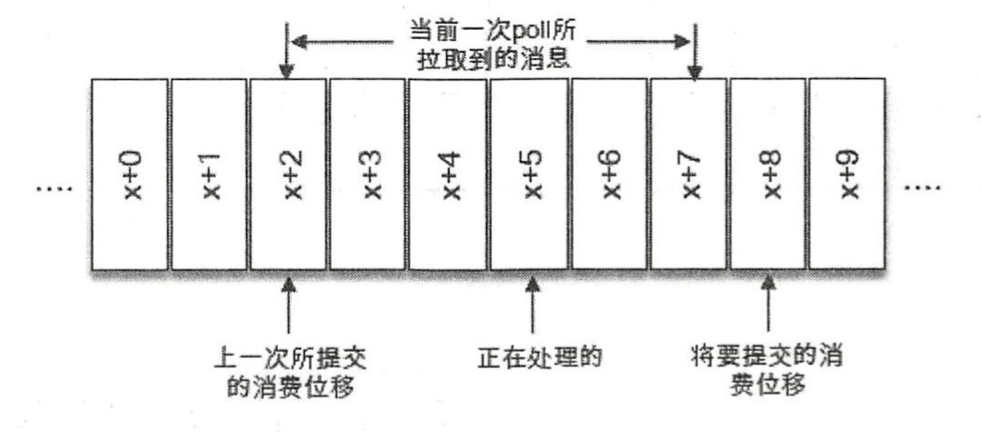 当前一次poll所
拉取到的消息
x+0
x+1
x+2
x+3
x+4
x+5
x+6
x+7
x+8
x+9
....
....
上一次所提交
的消费位移
正在处理的
将要提交的消
费位移